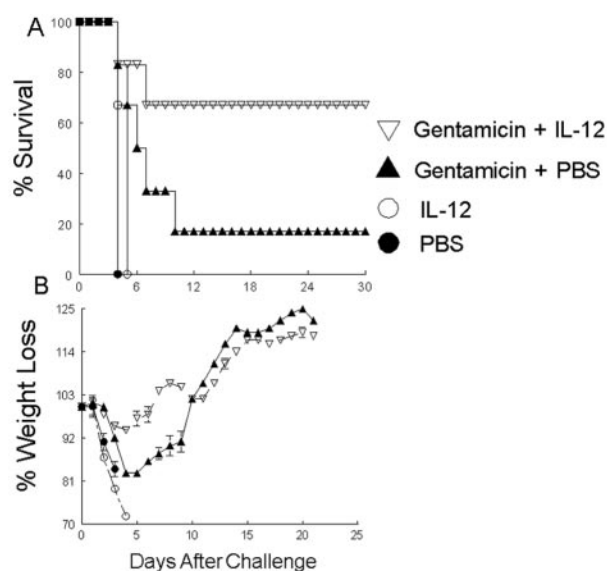 A
100
80
60
40
20
0
% Survival
0 6 12 18 24 30
Gentamicin + IL-12
Gentamicin + PBS
IL-12
PBS
B
125
114
103
92
81
70
% Weight Loss
0 5 10 15 20 25
Days After Challenge